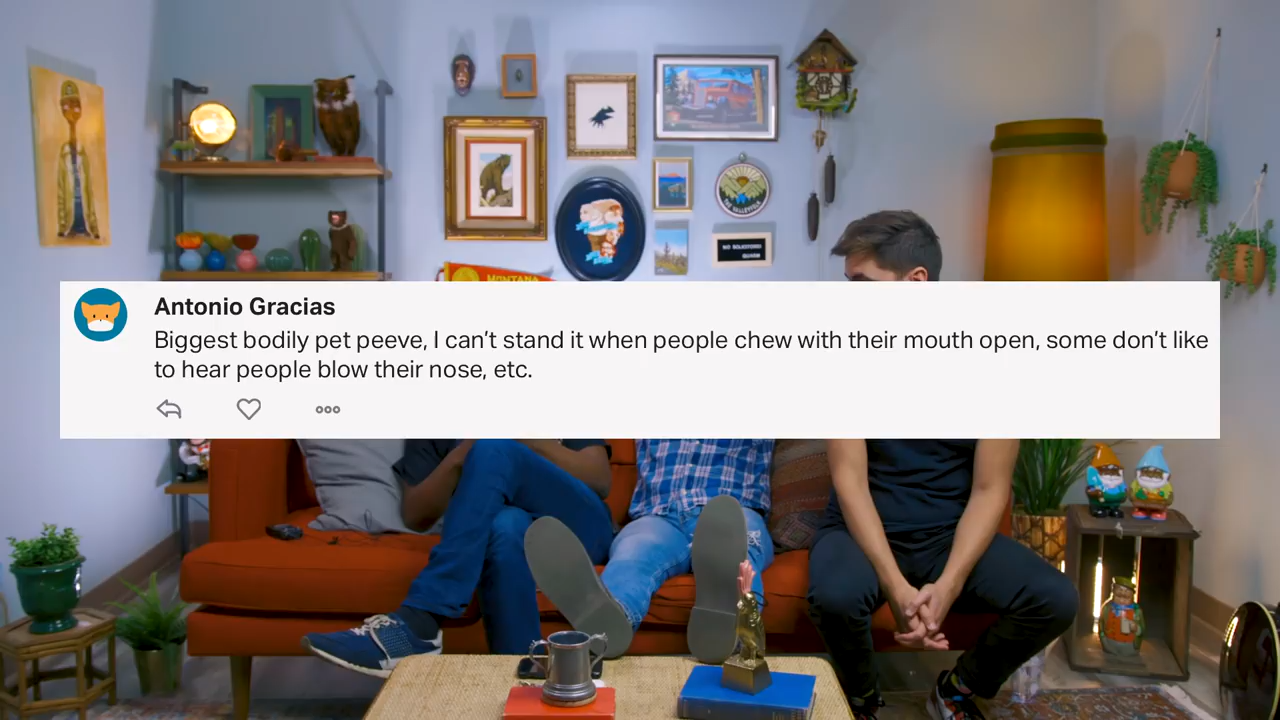 NO SOLICITORS
MONTANA
Antonio Gracias
Biggest bodily pet peeve, I can't stand it when people chew with their mouth open, some don't like
to hear people blow their nose, etc.